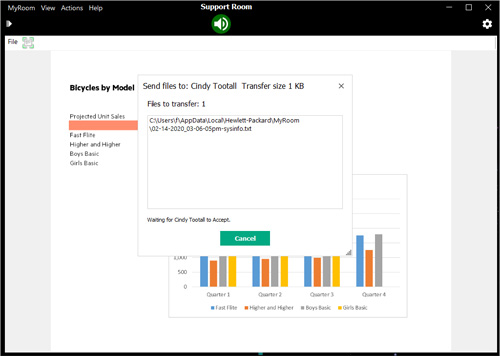 Support Room
MyRoom View Actions Help
File
Bicycles by Model
Projected Unit Sales
Fast Flite
Higher and Higher
Boys Basic
Girls Basic
Send files to: Cindy Tootall Transfer size 1 KB
Files to transfer: 1
C:\Users\f\AppData\Local\Hewlett-Packard\MyRoom
\02-14-2020_03-06-05pm-sysinfo.txt
Waiting for Cindy Tootall to Accept.
Cancel
1,000
500
0
Quarter 1 Quarter 2 Quarter 3 Quarter 4
Fast Flite Higher and Higher Boys Basic Girls Basic